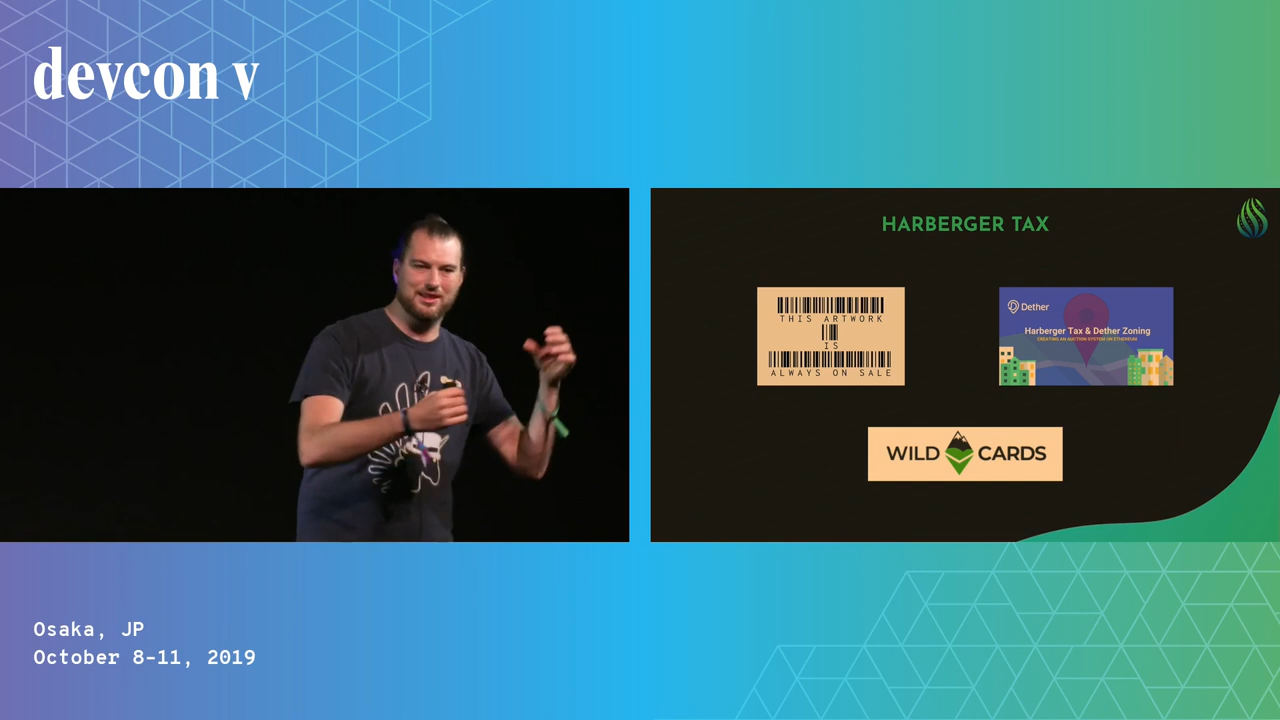 devcon v
HARBERGER TAX
THIS ARTWORK
IS
ALWAYS ON SALE
Dether
Harberger Tax & Dether Zoning
CREATING AN AUCTION SYSTEM ON ETHEREUM
WILD CARDS
Osaka, JP
October 8-11, 2019